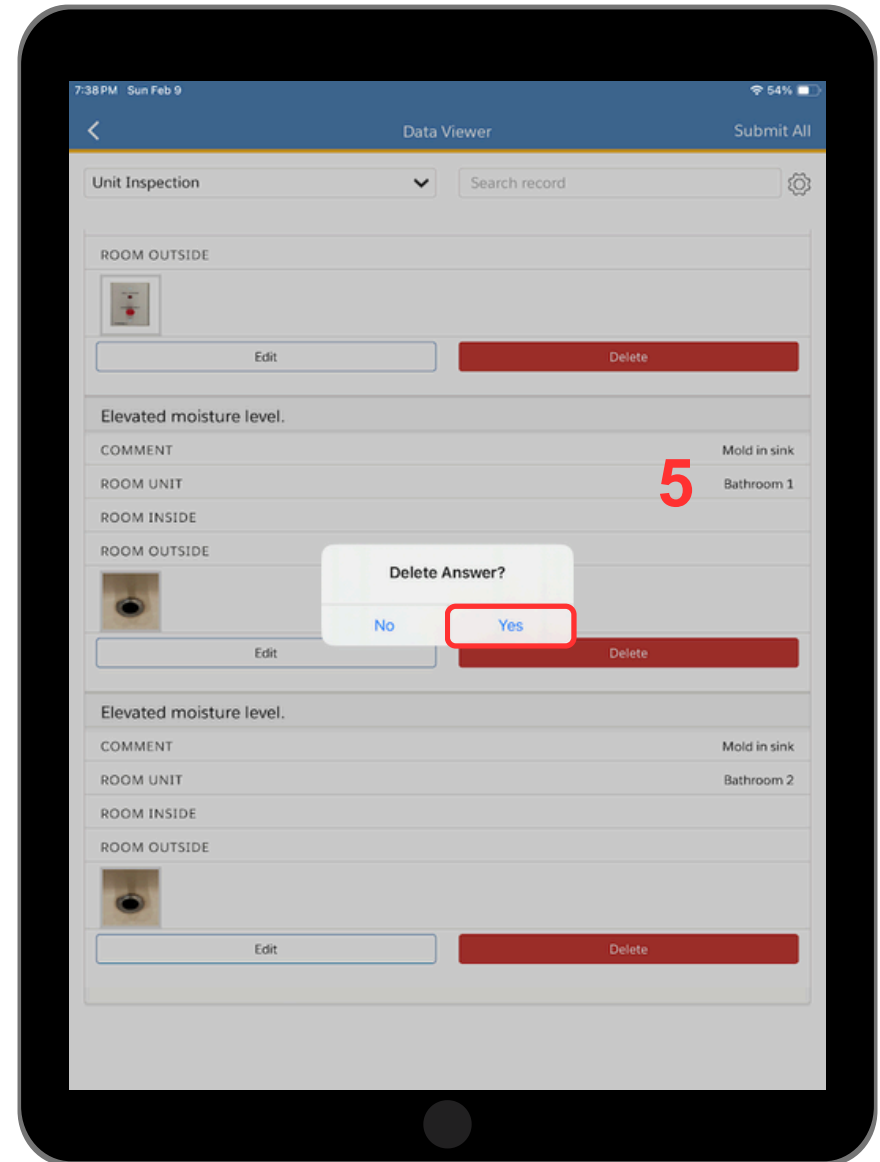 7:38 PM Sun Feb 9 54%
Data Viewer Submit All
Unit Inspection Search record
ROOM OUTSIDE
Edit Delete
Elevated moisture level.
COMMENT Mold in sink
5
ROOM UNIT Bathroom 1
ROOM INSIDE
ROOM OUTSIDE
Delete Answer?
No Yes
Edit Delete
Elevated moisture level.
COMMENT Mold in sink
ROOM UNIT Bathroom 2
ROOM INSIDE
ROOM OUTSIDE
Edit Delete